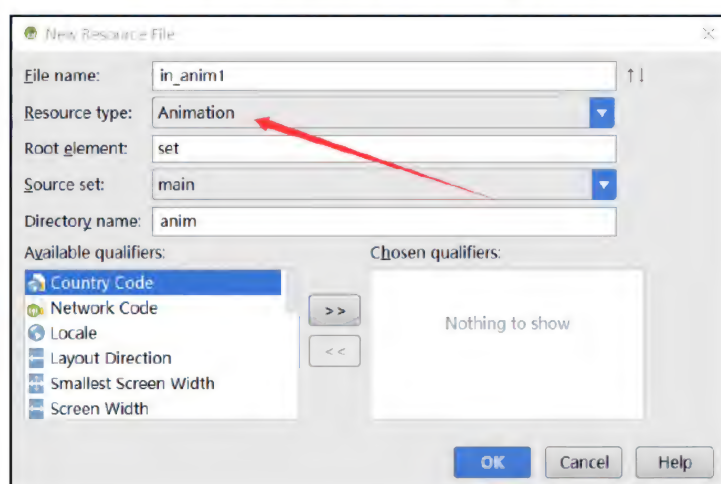 New Resource File
File name: in_anim1
Resource type: Animation
Root element: set
Source set: main
Directory name: anim
Available qualifiers: Chosen qualifiers:
Country Code
Network Code
Locale
Layout Direction
Smallest Screen Width
Screen Width
>>
<<
Nothing to show
OK Cancel Help